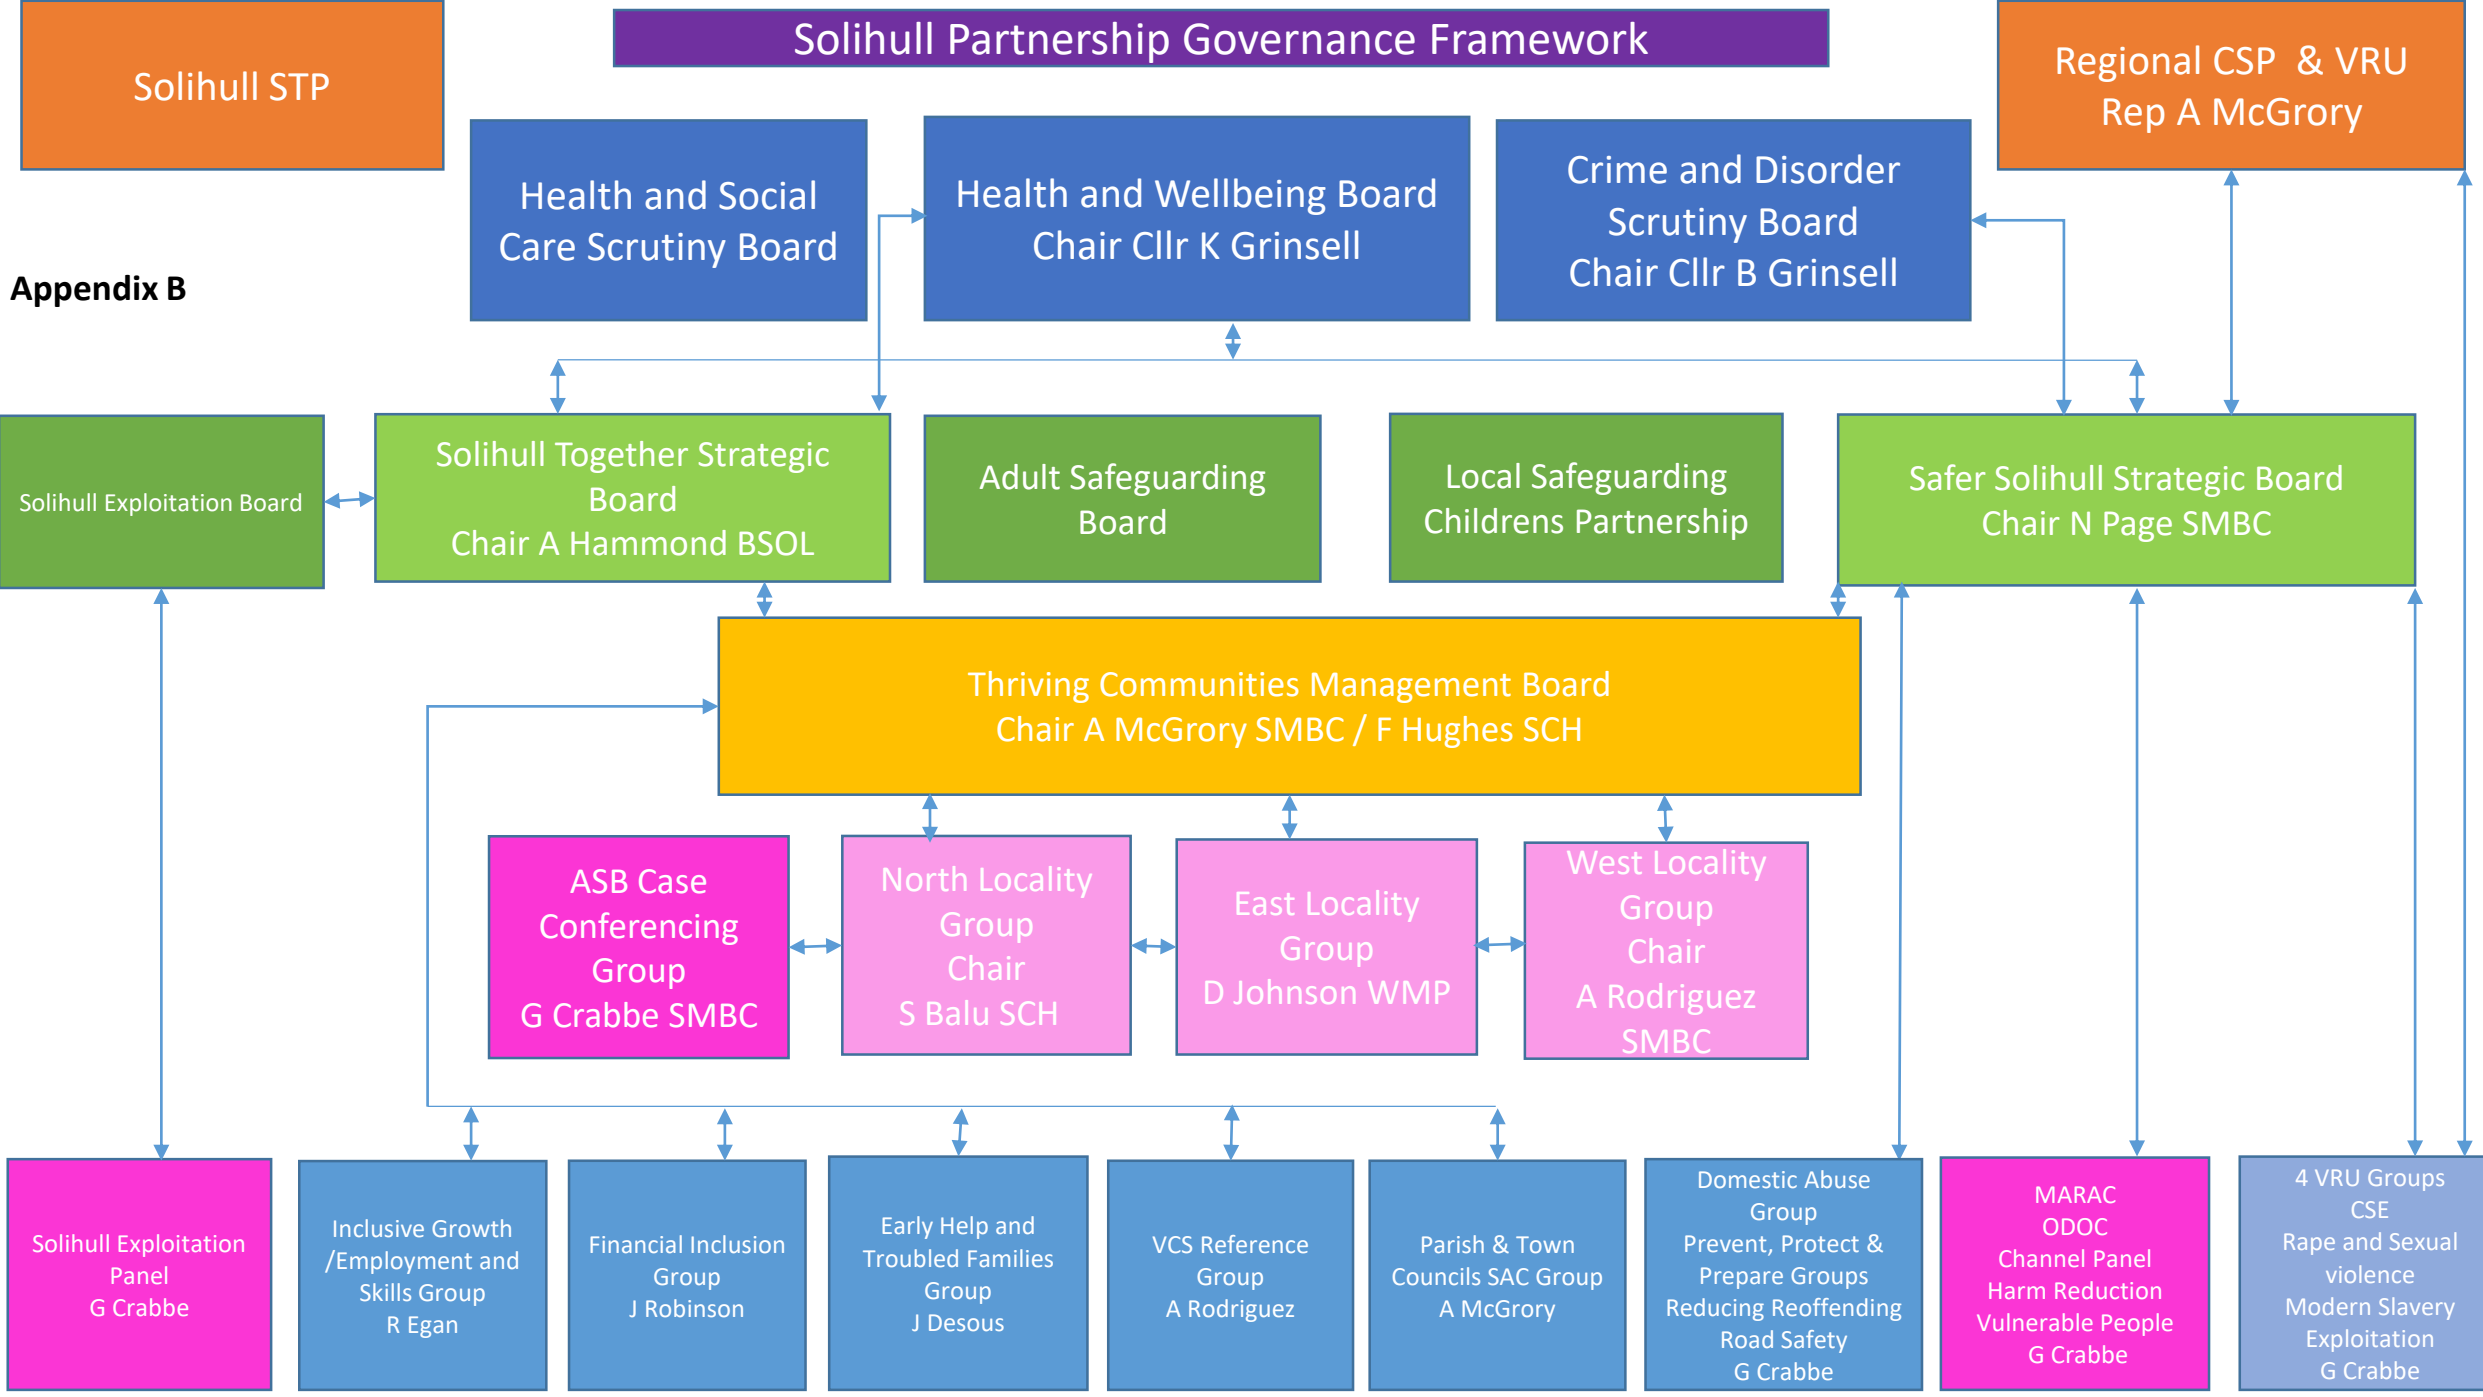 Solihull STP
Solihull Partnership Governance Framework
Regional CSP & VRU
Rep A McGrory
Health and Social
Care Scrutiny Board
Health and Wellbeing Board
Chair Cllr K Grinsell
Crime and Disorder
Scrutiny Board
Chair Cllr B Grinsell
Appendix B
Solihull Exploitation Board
Solihull Together Strategic
Board
Chair A Hammond BSOL
Adult Safeguarding
Board
Local Safeguarding
Childrens Partnership
Safer Solihull Strategic Board
Chair N Page SMBC
Thriving Communities Management Board
Chair A McGrory SMBC / F Hughes SCH
ASB Case
Conferencing
Group
G Crabbe SMBC
North Locality
Group
Chair
S Balu SCH
East Locality
Group
D Johnson WMP
West Locality
Group
Chair
A Rodriguez
SMBC
Solihull Exploitation
Panel
G Crabbe
Inclusive Growth
/Employment and
Skills Group
R Egan
Financial Inclusion
Group
J Robinson
Early Help and
Troubled Families
Group
J Desous
VCS Reference
Group
A Rodriguez
Parish & Town
Councils SAC Group
A McGrory
Domestic Abuse
Group
Prevent, Protect &
Prepare Groups
Reducing Reoffending
Road Safety
G Crabbe
MARAC
ODOC
Channel Panel
Harm Reduction
Vulnerable People
G Crabbe
4 VRU Groups
CSE
Rape and Sexual
violence
Modern Slavery
Exploitation
G Crabbe